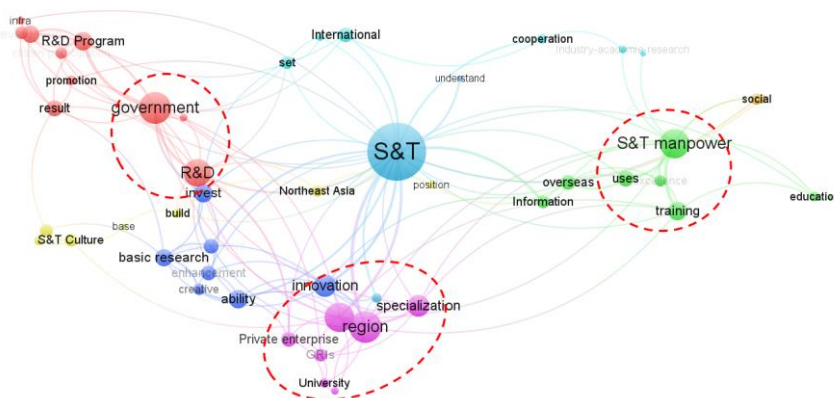 infra
R&D Program
promotion
result
government
R&D
invest
build
base
S&T Culture
basic research
enhancement
creative
ability
International
set
cooperation
industry-academic-research
understand
S&T
Northeast Asia
position
innovation
specialization
region
Private enterprise
GRIs
University
social
S&T manpower
overseas
uses
Information
training
education